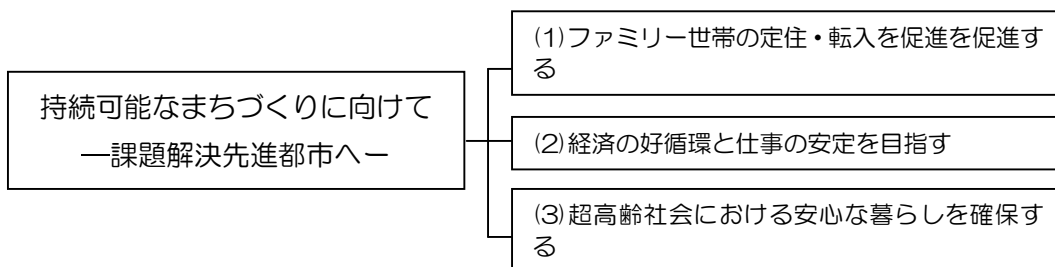 持続可能なまちづくりに向けて
―課題解決先進都市へー
(1)ファミリー世帯の定住・転入を促進を促進す
る
(2)経済の好循環と仕事の安定を目指す
(3)超高齢社会における安心な暮らしを確保す
る